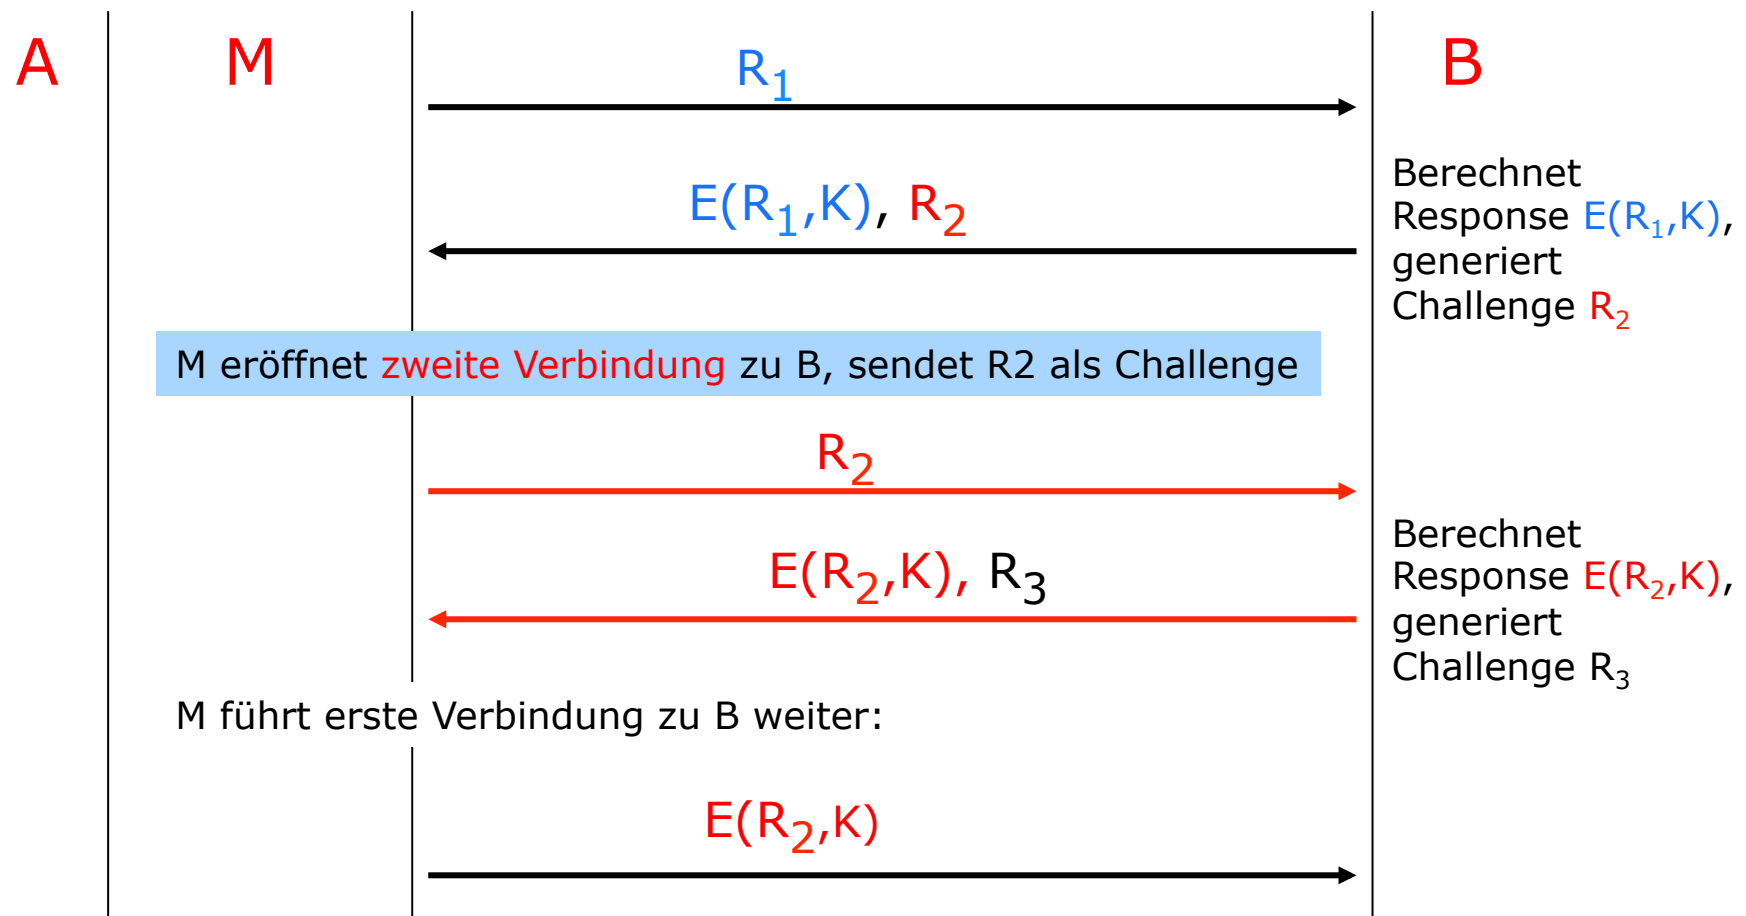 A
M
B
R₁
E(R₁,K), R₂
Berechnet
Response E(R₁,K),
generiert
Challenge R₂
M eröffnet zweite Verbindung zu B, sendet R2 als Challenge
R₂
E(R₂,K), R₃
Berechnet
Response E(R₂,K),
generiert
Challenge R₃
M führt erste Verbindung zu B weiter:
E(R₂,K)